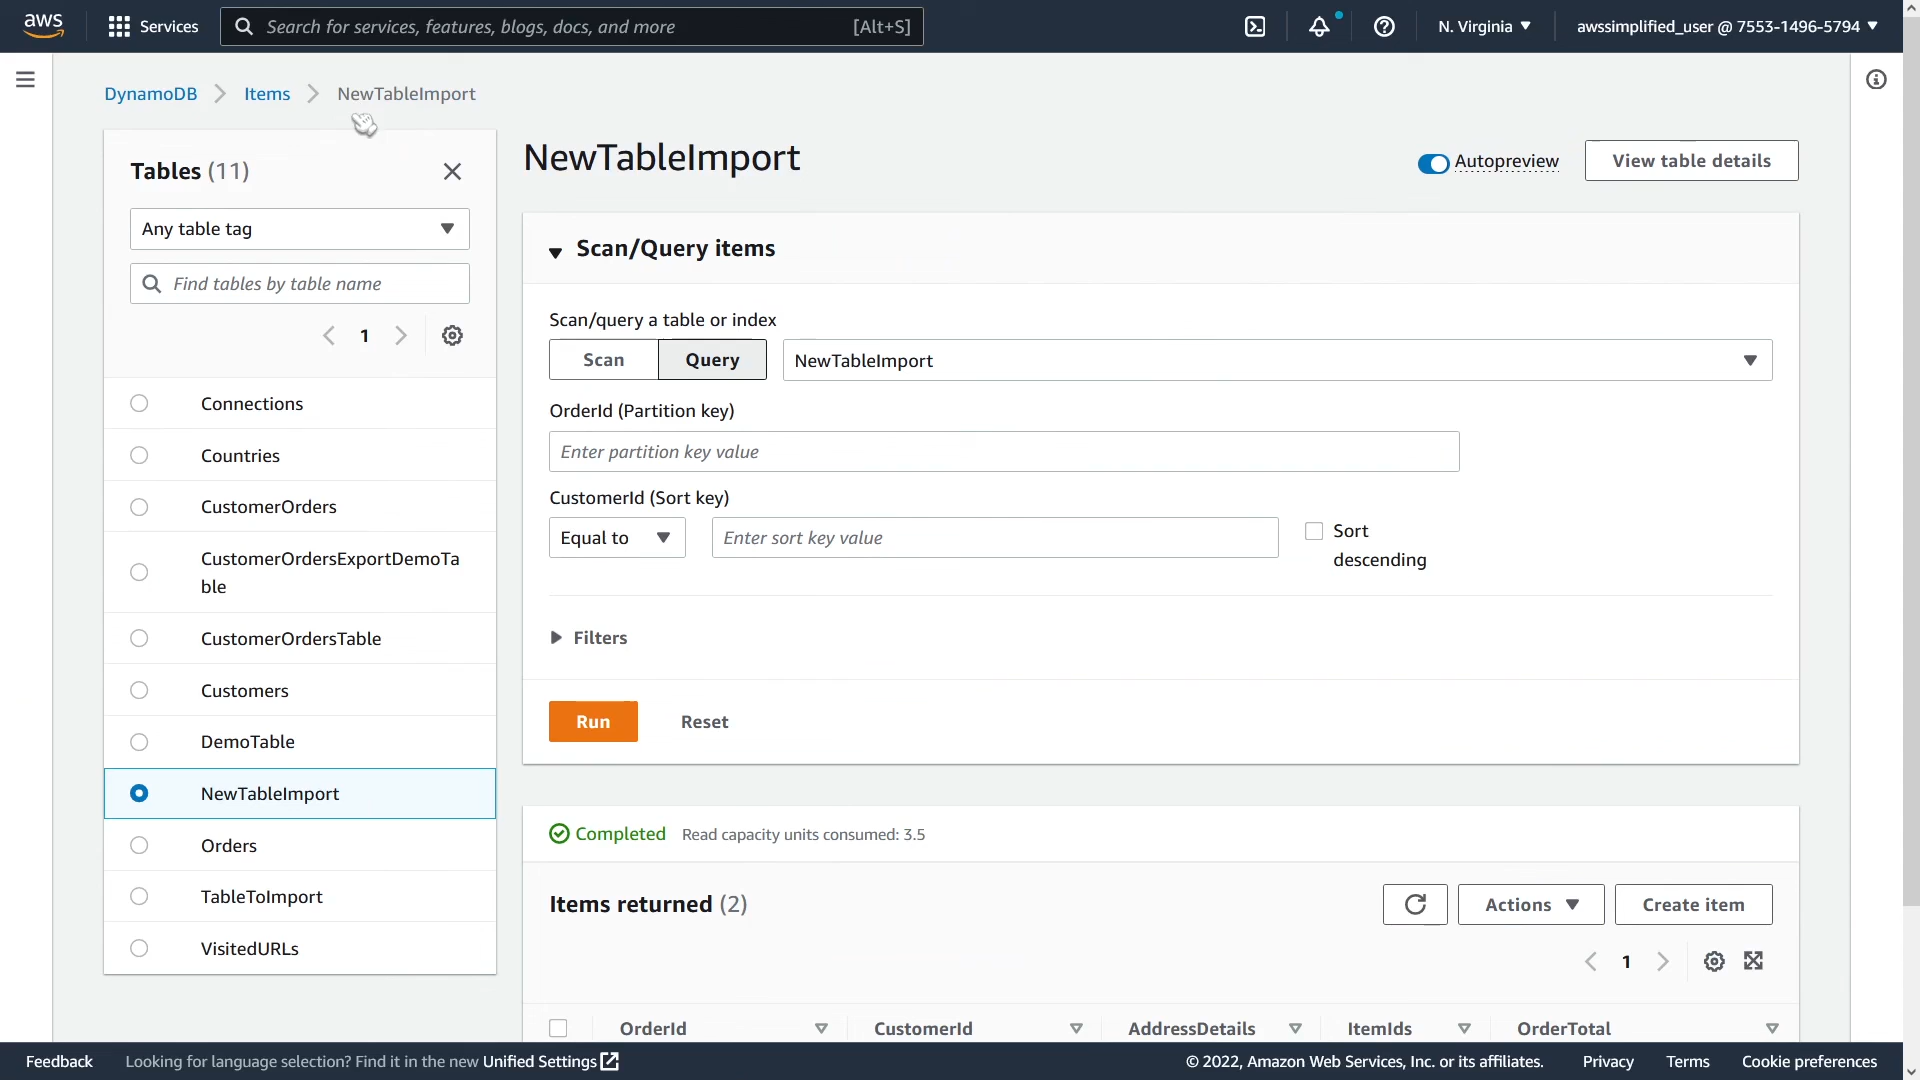 aws Services Search for services, features, blogs, docs, and more [Alt+S] N. Virginia ▼ awssimplified_user @ 7553-1496-5794 ▼
DynamoDB > Items > NewTableImport
Tables (11)
Any table tag
Find tables by table name
1
Connections
Countries
CustomerOrders
CustomerOrdersExportDemoTa
ble
CustomerOrdersTable
Customers
DemoTable
NewTableImport
Orders
TableToImport
VisitedURLs
NewTableImport
Autopreview
View table details
Scan/Query items
Scan/query a table or index
Scan Query NewTableImport
OrderId (Partition key)
Enter partition key value
CustomerId (Sort key)
Equal to Enter sort key value Sort
descending
Filters
Run Reset
Completed Read capacity units consumed: 3.5
Items returned (2) Actions Create item
1
OrderId CustomerId AddressDetails ItemIds OrderTotal
Feedback Looking for language selection? Find it in the new Unified Settings © 2022, Amazon Web Services, Inc. or its affiliates. Privacy Terms Cookie preferences